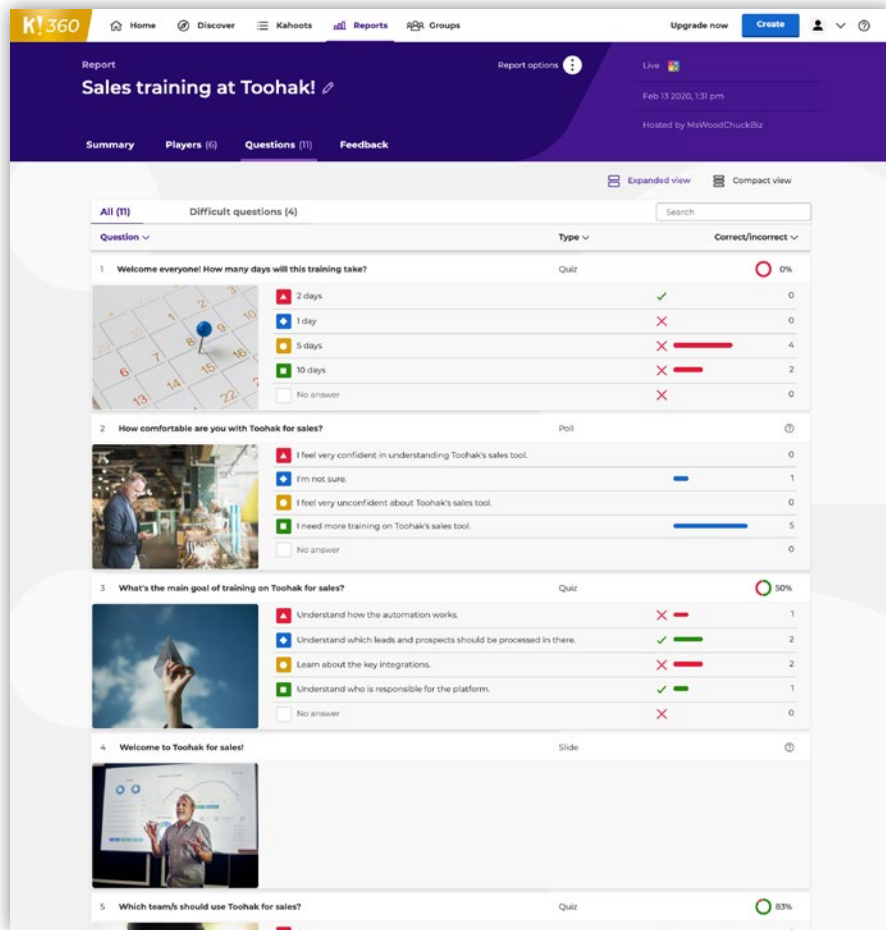 K! 360 Home Discover Kahoots Reports Groups Upgrade now Create
Report
Report options
Live
Sales training at Toohak!
Feb 13 2020, 1:31 pm
Hosted by MsWoodChuckBiz
Summary Players (6) Questions (11) Feedback
Expanded view Compact view
All (11) Difficult questions (4) Search
Question Type Correct/incorrect
1 Welcome everyone! How many days will this training take? Quiz 0%
2 days 0
1 day 0
5 days 4
10 days 2
No answer 0
2 How comfortable are you with Toohak for sales? Poll
I feel very confident in understanding Toohak's sales tool. 0
I'm not sure. 1
I feel very unconfident about Toohak's sales tool. 0
I need more training on Toohak's sales tool. 5
No answer 0
3 What's the main goal of training on Toohak for sales? Quiz 50%
Understand how the automation works. 1
Understand which leads and prospects should be processed in there. 2
Learn about the key integrations. 2
Understand who is responsible for the platform. 1
No answer 0
4 Welcome to Toohak for sales! Slide
5 Which team/s should use Toohak for sales? Quiz 83%